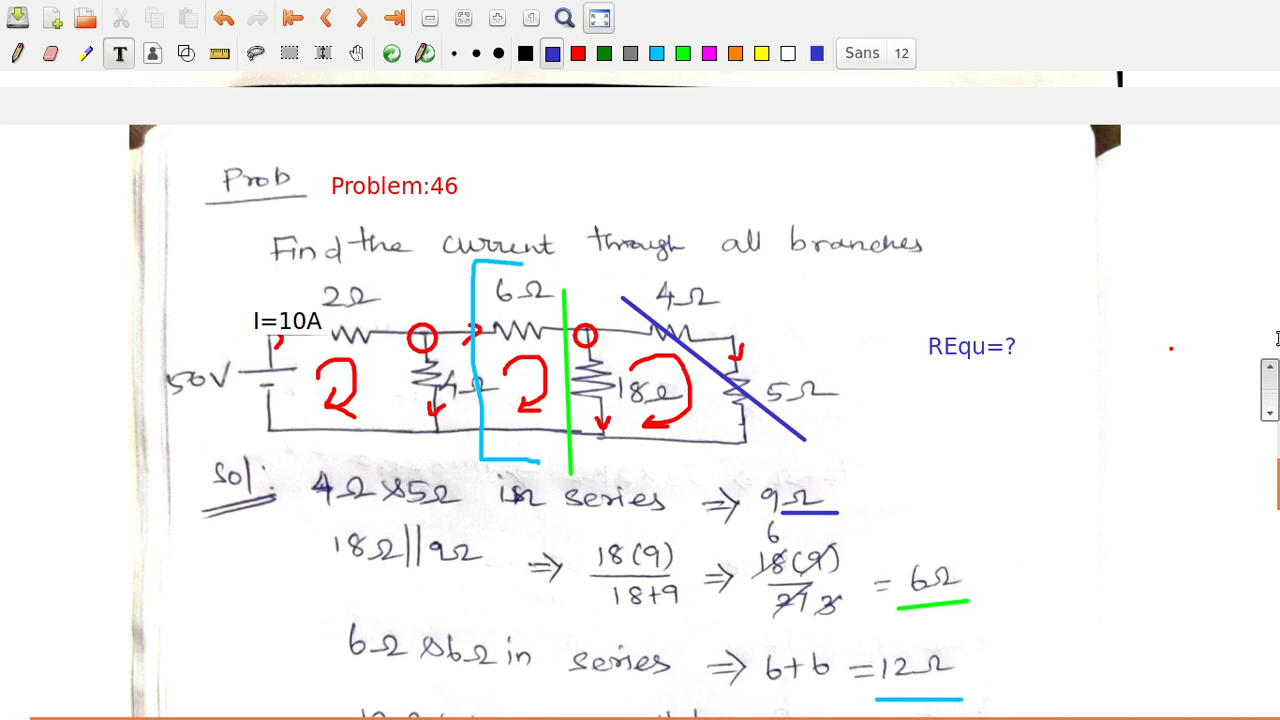 Sans 12
Prob Problem:46
Find the current through all branches
2Ω 6Ω 4Ω
I=10A
REqu=?
50V 4Ω 18Ω 5Ω
Sol: 4Ω & 5Ω in series ⇒ 9Ω
6
18Ω||9Ω ⇒ 18(9)/18+9 ⇒ 18(9)/27 3 = 6Ω
6Ω & 6Ω in series ⇒ 6+6 = 12Ω